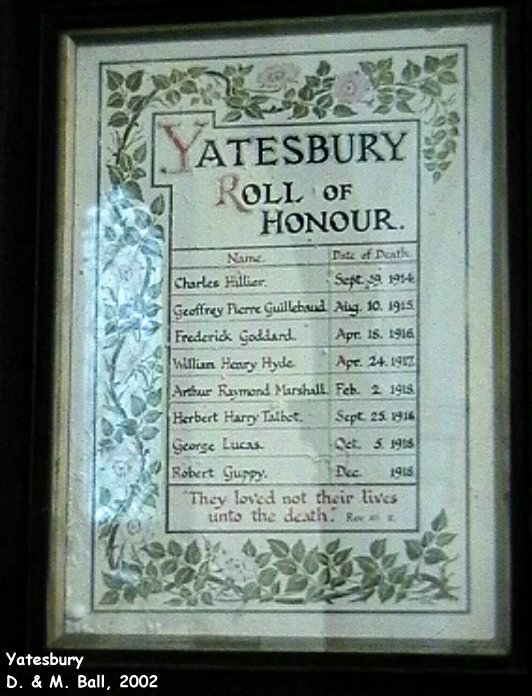 YATESBURY
ROLL OF
HONOUR.
Name. Date of Death.
Charles Hillier. Sept. 1914.
Geoffrey Pierre Guillebaud. Aug. 10. 1915.
Frederick Goddard. Apr. 18. 1916.
William Henry Hyde. Apr. 24. 1917.
Arthur Raymond Marshall. Feb. 2. 1918.
Herbert Harry Talbot. Sept. 25. 1918.
George Lucas. Oct. 5. 1918.
Robert Guppy. Dec. 1918
"They loved not their lives
unto the death." Rev.
Yatesbury
D. & M. Ball, 2002